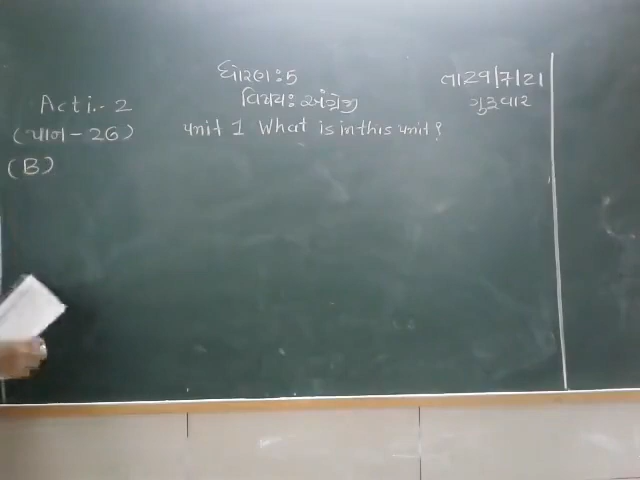 ધોરણ: 5
વિષય: અંગ્રેજી
તા 29/7/21
ગુરૂવાર
Acti.- 2
(પાન - 26)
unit 1 What is in this unit?
(B)